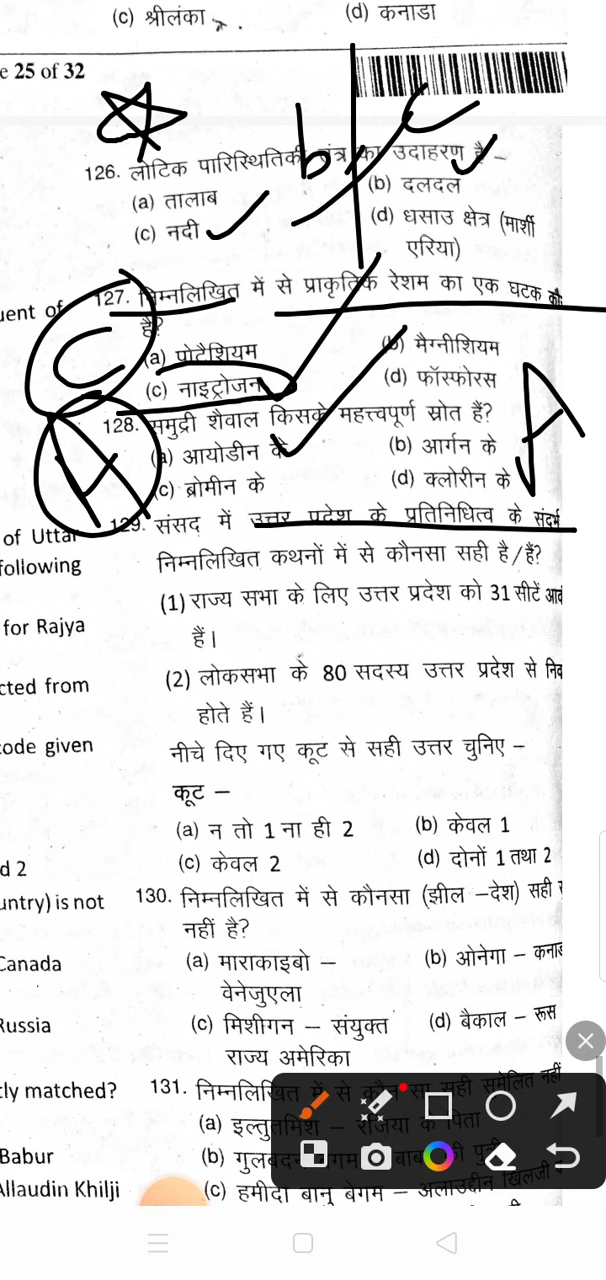 (c) श्रीलंका
(d) कनाडा
e 25 of 32
b
c
126. लोटिक पारिस्थितिकी तंत्र का उदाहरण है –
(a) तालाब
(b) दलदल
(c) नदी
(d) धसाउ क्षेत्र (मार्शी
एरिया)
uent of
127. निम्नलिखित में से प्राकृतिक रेशम का एक घटक कौ
है?
C
(a) पोटैशियम
(b) मैग्नीशियम
(c) नाइट्रोजन
(d) फॉस्फोरस
128. समुद्री शैवाल किसके महत्त्वपूर्ण स्रोत हैं?
A
(a) आयोडीन के
(b) आर्गन के
(c) ब्रोमीन के
(d) क्लोरीन के
of Uttar
129. संसद में उत्तर प्रदेश के प्रतिनिधित्व के संदर्भ
following
निम्नलिखित कथनों में से कौनसा सही है/हैं?
(1) राज्य सभा के लिए उत्तर प्रदेश को 31 सीटें
for Rajya
हैं।
cted from
(2) लोकसभा के 80 सदस्य उत्तर प्रदेश से
होते हैं।
code given
नीचे दिए गए कूट से सही उत्तर चुनिए –
कूट –
(a) न तो 1 ना ही 2
(b) केवल 1
d 2
(c) केवल 2
(d) दोनों 1 तथा 2
untry) is not
130. निम्नलिखित में से कौनसा (झील –देश) सही
नहीं है?
Canada
(a) माराकाइबो –
वेनेजुएला
(b) ओनेगा – कनाड
Russia
(c) मिशीगन – संयुक्त
राज्य अमेरिका
(d) बैकाल – रूस
tly matched?
131. निम्नलिखित में से कौन सा सही सुमेलित नहीं
(a) इल्तुतमिश – रजिया के पिता
Babur
(b) गुलबदन बेगम – बाबर की पुत्री
Allaudin Khilji
(c) हमीदा बानू बेगम – अलाउद्दीन खिलजी